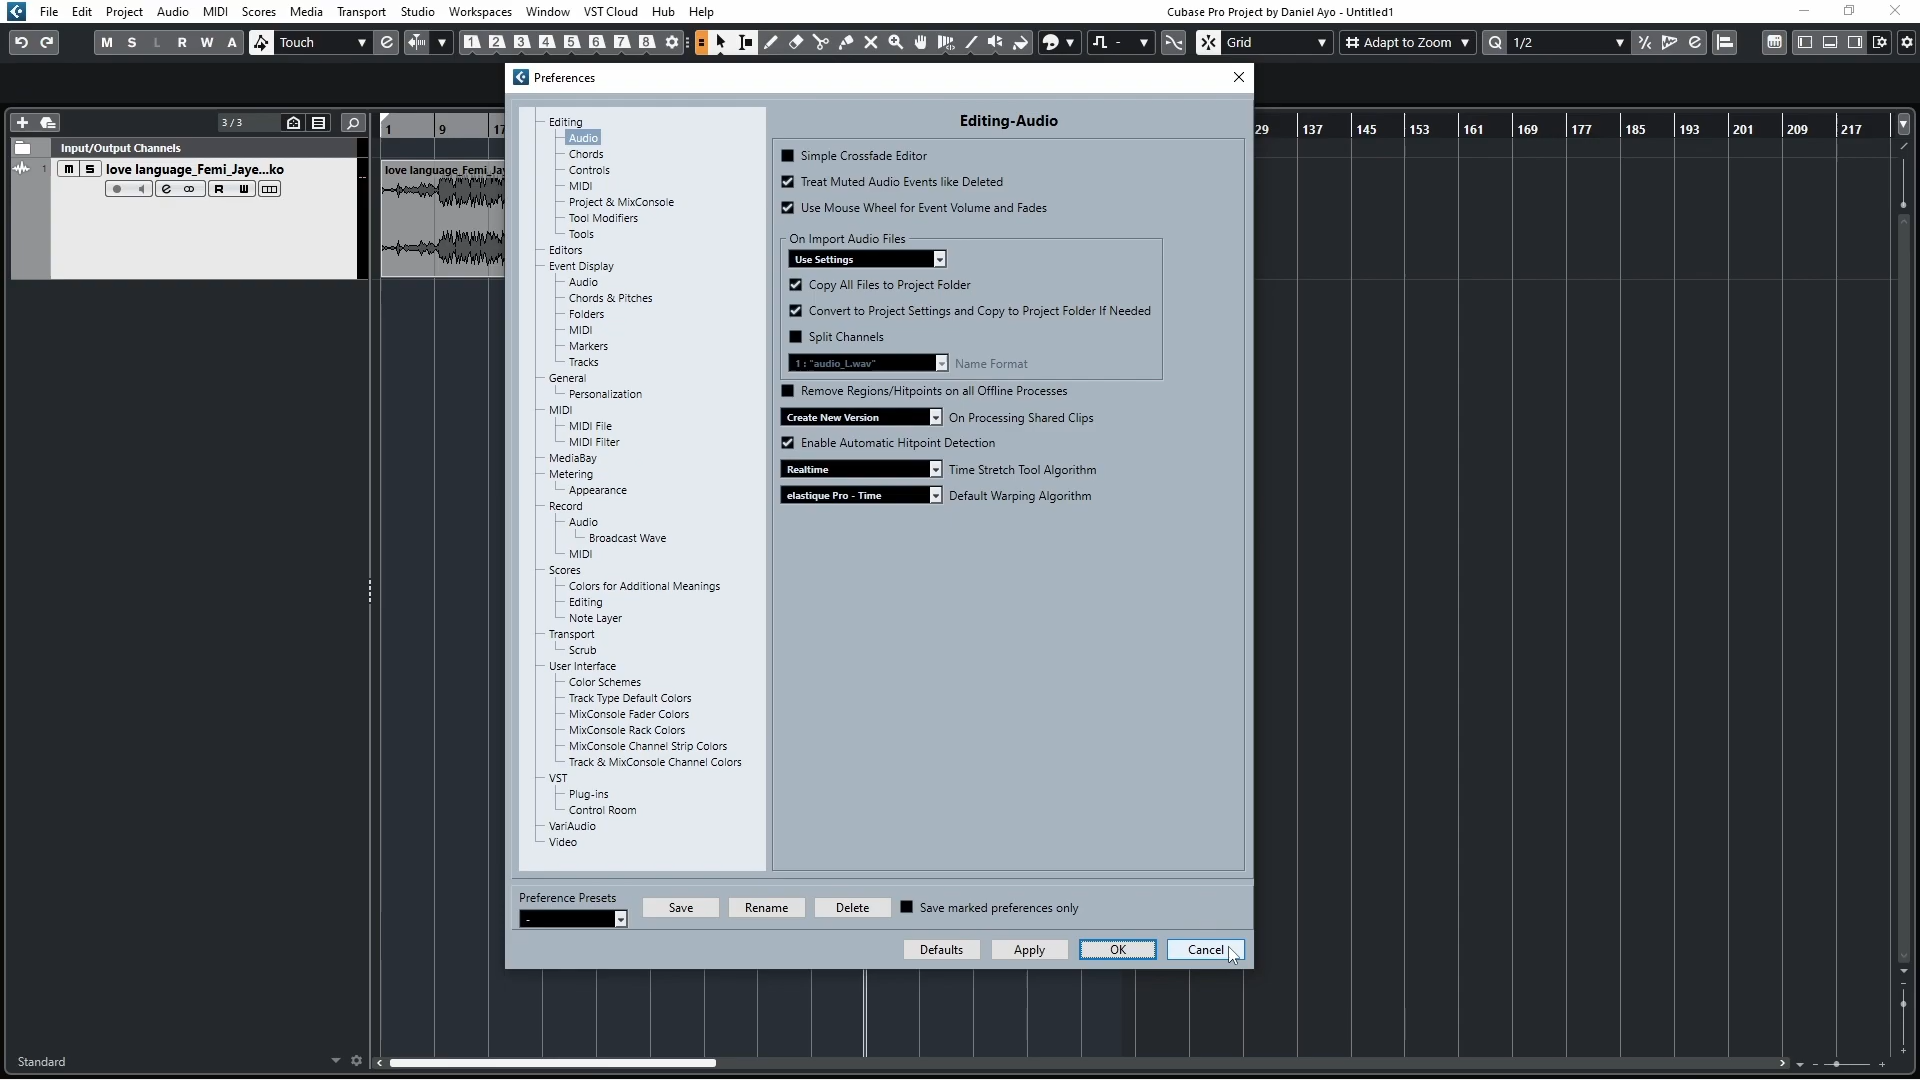 File Edit Project Audio MIDI Scores Media Transport Studio Workspaces Window VST Cloud Hub Help
Cubase Pro Project by Daniel Ayo - Untitled1
M S L R W A Touch 1 2 3 4 5 6 7 8 Grid Adapt to Zoom Q 1/2
Preferences
3 / 3
1 9 17 29 137 145 153 161 169 177 185 193 201 209 217
Input/Output Channels
1 m S love language_Femi_Jaye...ko
e R W
love language_Femi_Jay
Editing
Audio
Chords
Controls
MIDI
Project & MixConsole
Tool Modifiers
Tools
Editors
Event Display
Audio
Chords & Pitches
Folders
MIDI
Markers
Tracks
General
Personalization
MIDI
MIDI File
MIDI Filter
MediaBay
Metering
Appearance
Record
Audio
Broadcast Wave
MIDI
Scores
Colors for Additional Meanings
Editing
Note Layer
Transport
Scrub
User Interface
Color Schemes
Track Type Default Colors
MixConsole Fader Colors
MixConsole Rack Colors
MixConsole Channel Strip Colors
Track & MixConsole Channel Colors
VST
Plug-ins
Control Room
VariAudio
Video
Editing-Audio
Simple Crossfade Editor
Treat Muted Audio Events like Deleted
Use Mouse Wheel for Event Volume and Fades
On Import Audio Files
Use Settings
Copy All Files to Project Folder
Convert to Project Settings and Copy to Project Folder If Needed
Split Channels
1 : "audio_L.wav" Name Format
Remove Regions/Hitpoints on all Offline Processes
Create New Version On Processing Shared Clips
Enable Automatic Hitpoint Detection
Realtime Time Stretch Tool Algorithm
elastique Pro - Time Default Warping Algorithm
Preference Presets
-
Save Rename Delete Save marked preferences only
Defaults Apply OK Cancel
Standard